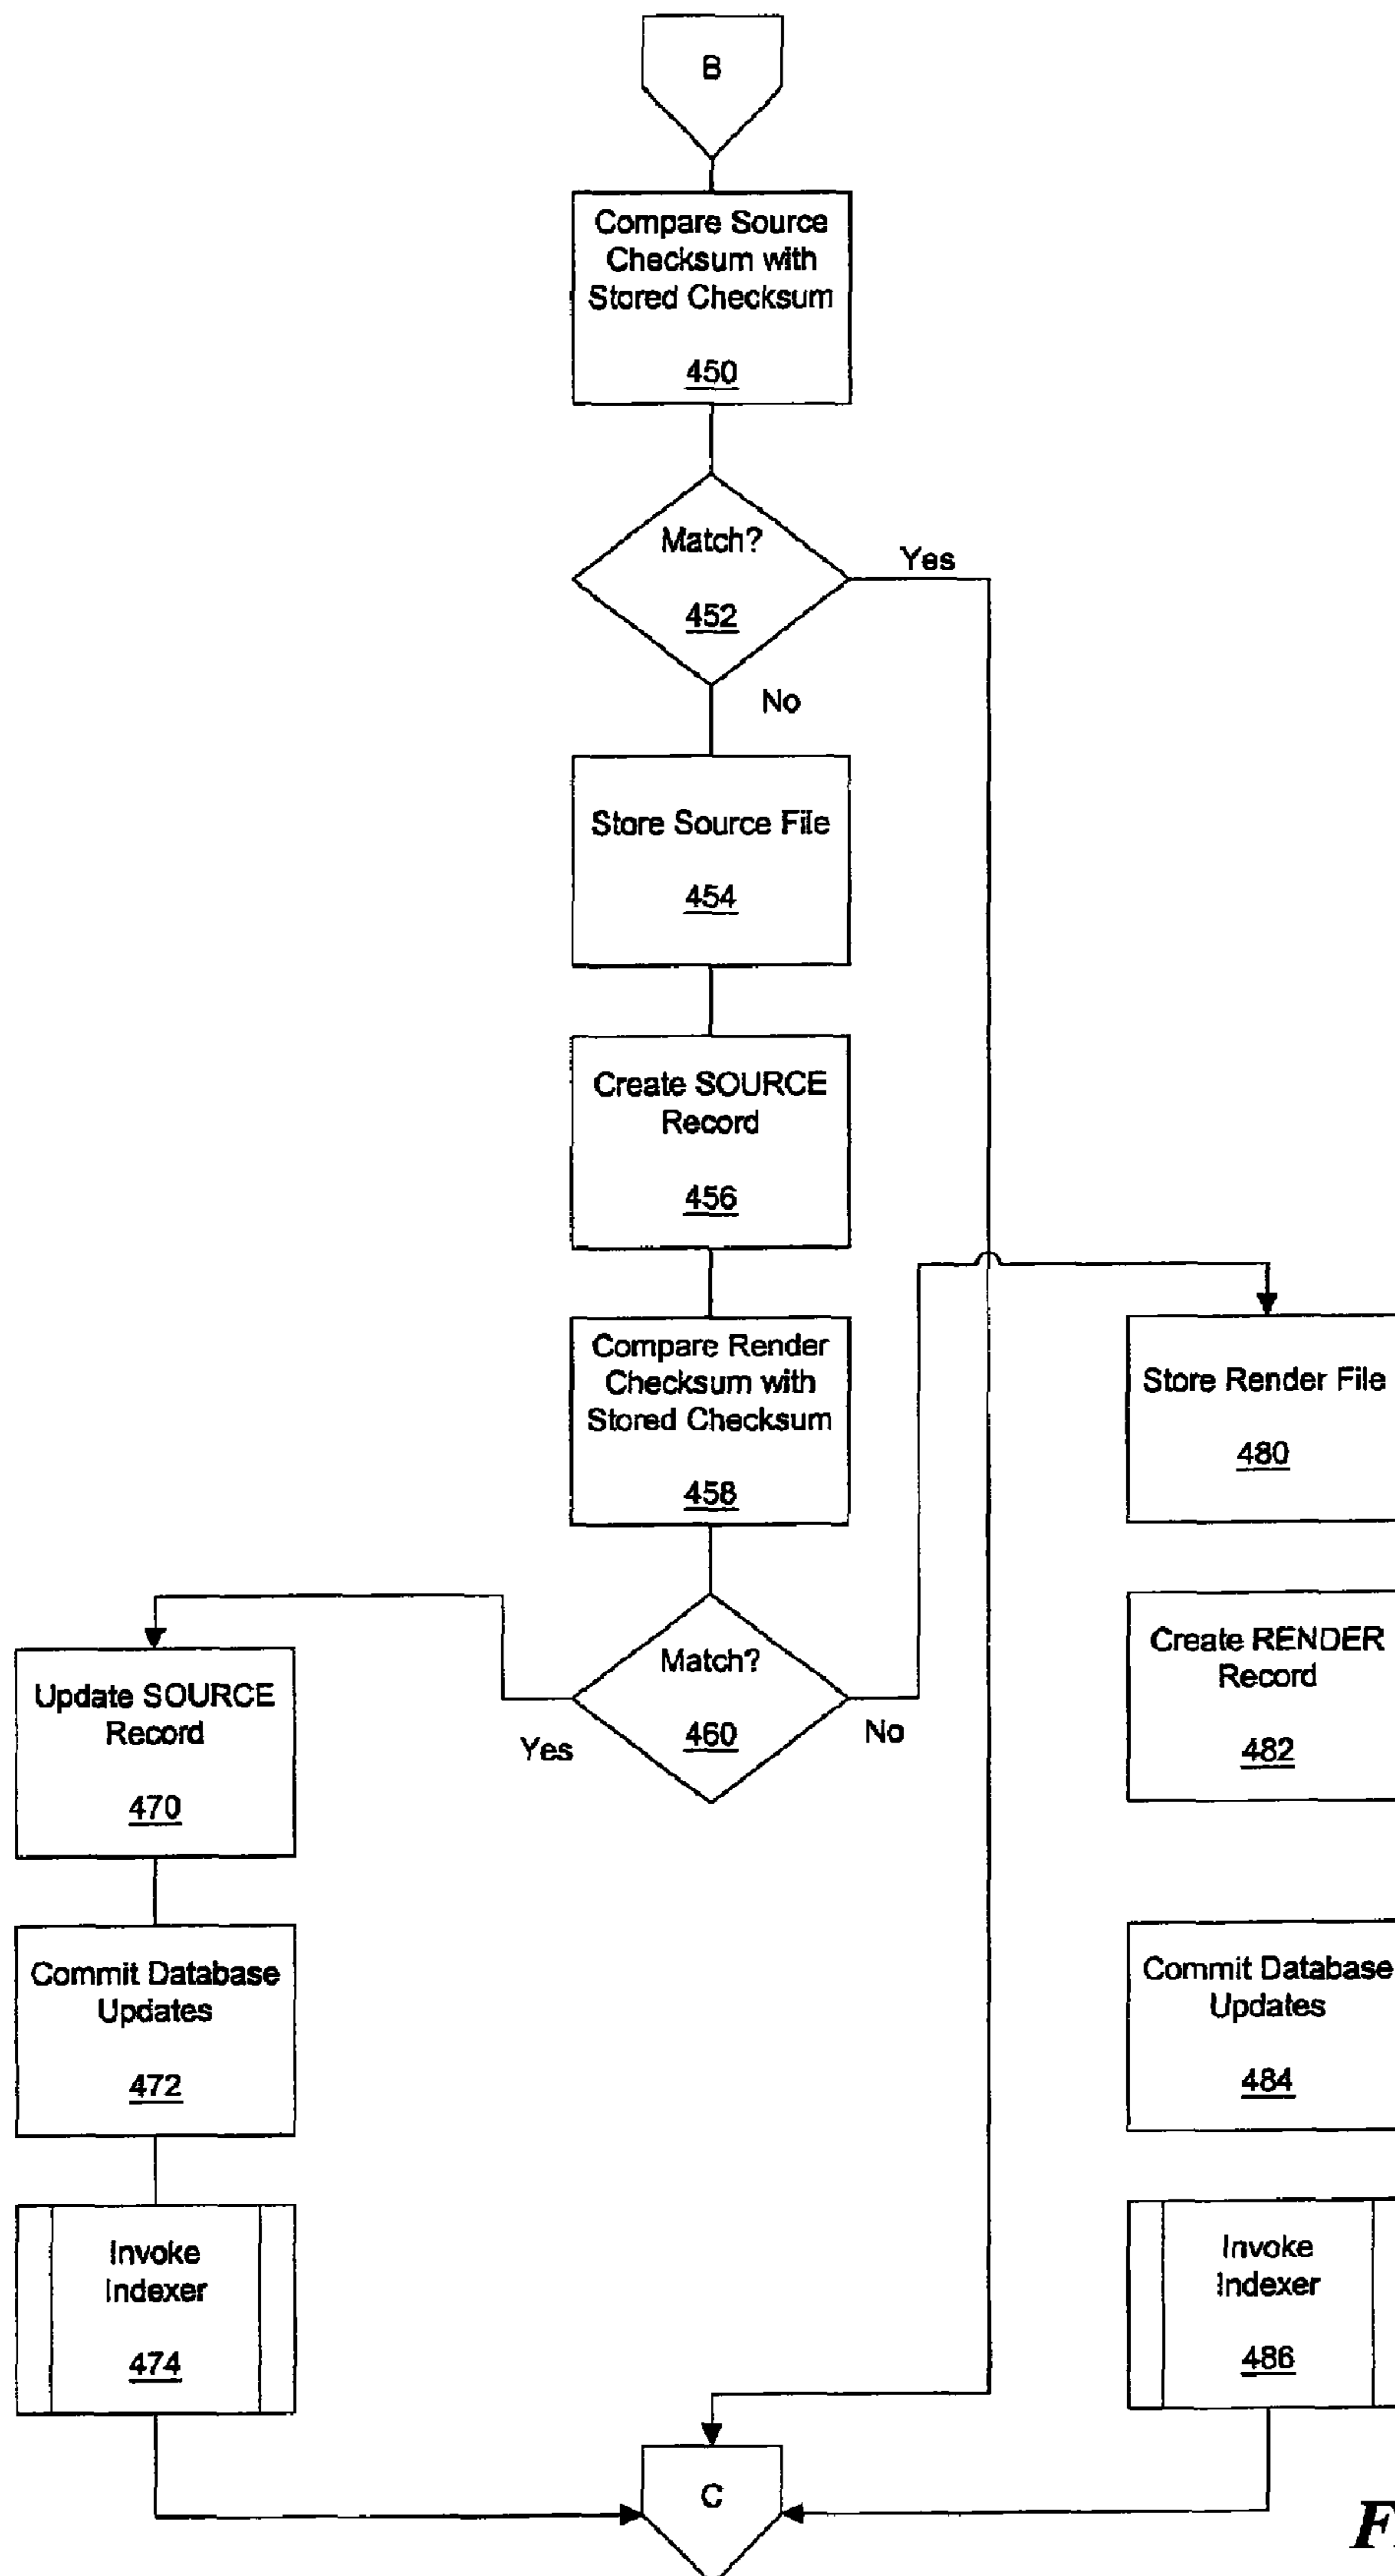 B
Compare Source
Checksum with
Stored Checksum
450
Match?
452
Yes
No
Store Source File
454
Create SOURCE
Record
456
Compare Render
Checksum with
Stored Checksum
458
Match?
460
Yes
No
Update SOURCE
Record
470
Commit Database
Updates
472
Invoke
Indexer
474
Store Render File
480
Create RENDER
Record
482
Commit Database
Updates
484
Invoke
Indexer
486
C